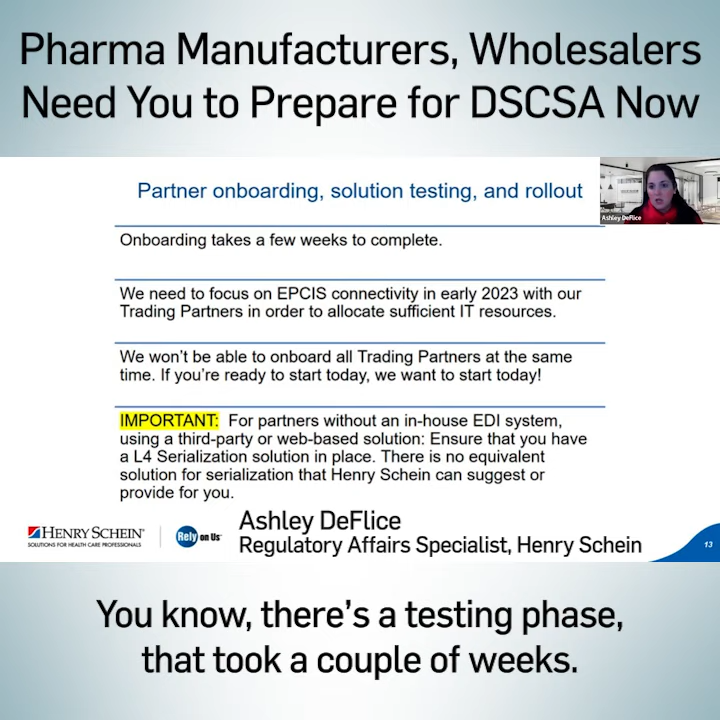 Pharma Manufacturers, Wholesalers
Need You to Prepare for DSCSA Now
Partner onboarding, solution testing, and rollout
Ashley DeFlice
Onboarding takes a few weeks to complete.
We need to focus on EPCIS connectivity in early 2023 with our
Trading Partners in order to allocate sufficient IT resources.
We won't be able to onboard all Trading Partners at the same
time. If you're ready to start today, we want to start today!
IMPORTANT: For partners without an in-house EDI system,
using a third-party or web-based solution: Ensure that you have
a L4 Serialization solution in place. There is no equivalent
solution for serialization that Henry Schein can suggest or
provide for you.
HENRY SCHEIN®
SOLUTIONS FOR HEALTH CARE PROFESSIONALS
Rely on Us™
Ashley DeFlice
Regulatory Affairs Specialist, Henry Schein
13
You know, there's a testing phase,
that took a couple of weeks.